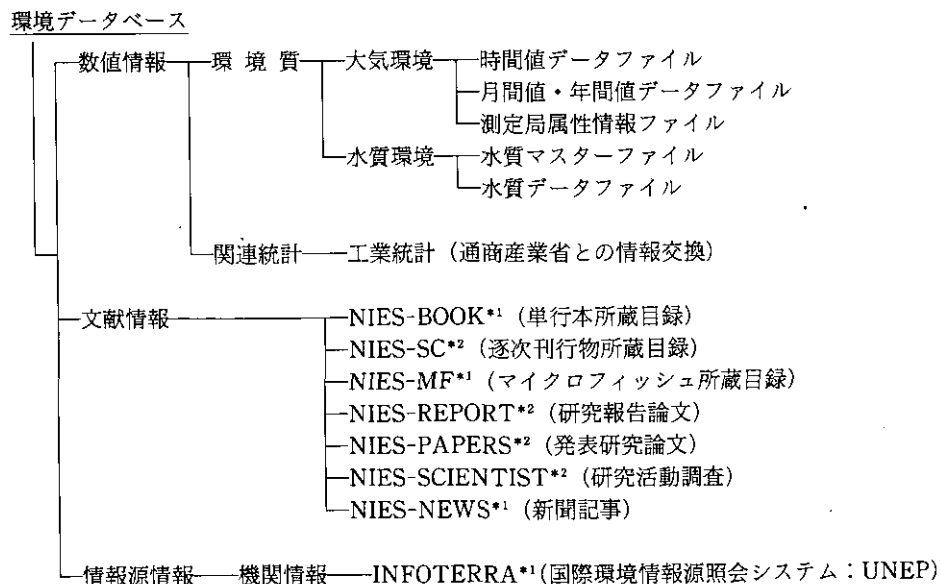 環境データベース
数値情報 環境質 大気環境 時間値データファイル
月間値・年間値データファイル
測定局属性情報ファイル
水質環境 水質マスターファイル
水質データファイル
関連統計 工業統計（通商産業省との情報交換）
文献情報 NIES-BOOK*1（単行本所蔵目録）
NIES-SC*2（逐次刊行物所蔵目録）
NIES-MF*1（マイクロフィッシュ所蔵目録）
NIES-REPORT*2（研究報告論文）
NIES-PAPERS*2（発表研究論文）
NIES-SCIENTIST*2（研究活動調査）
NIES-NEWS*1（新聞記事）
情報源情報 機関情報 INFOTERRA*1(国際環境情報源照会システム：UNEP)